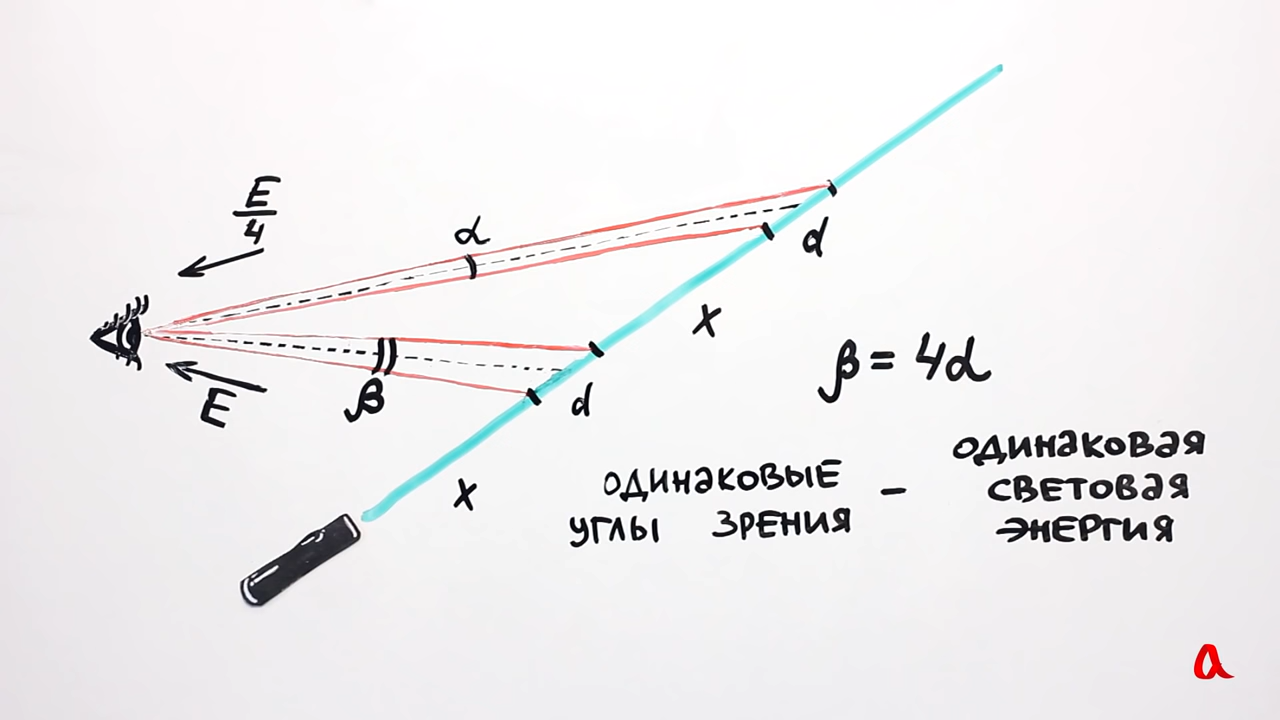 E
4
α
d
x
β = 4α
β
E
d
x
ОДИНАКОВЫЕ
УГЛЫ ЗРЕНИЯ
–
ОДИНАКОВАЯ
СВЕТОВАЯ
ЭНЕРГИЯ
a